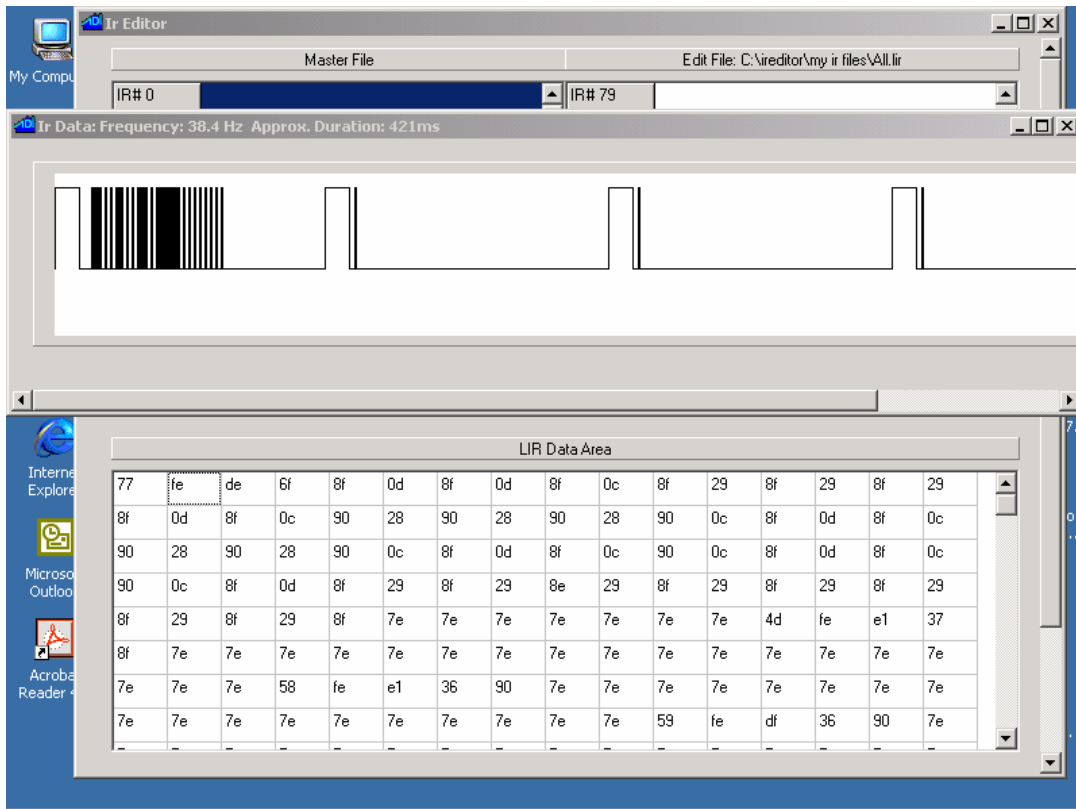 Ir Editor
My Compu
Master File
Edit File: C:\ireditor\my ir files\All.lir
IR# 0
IR# 79
Ir Data: Frequency: 38.4 Hz Approx. Duration: 421ms
LIR Data Area
Interne
Explore
77 fe de 6f 8f 0d 8f 0d 8f 0c 8f 29 8f 29 8f 29
8f 0d 8f 0c 90 28 90 28 90 28 90 0c 8f 0d 8f 0c
Microso
Outloo
90 28 90 28 90 0c 8f 0d 8f 0c 90 0c 8f 0d 8f 0c
90 0c 8f 0d 8f 29 8f 29 8e 29 8f 29 8f 29 8f 29
Acroba
Reader 4
8f 29 8f 29 8f 7e 7e 7e 7e 7e 7e 7e 4d fe e1 37
8f 7e 7e 7e 7e 7e 7e 7e 7e 7e 7e 7e 7e 7e 7e 7e
7e 7e 7e 58 fe e1 36 90 7e 7e 7e 7e 7e 7e 7e 7e
7e 7e 7e 7e 7e 7e 7e 7e 7e 7e 59 fe df 36 90 7e